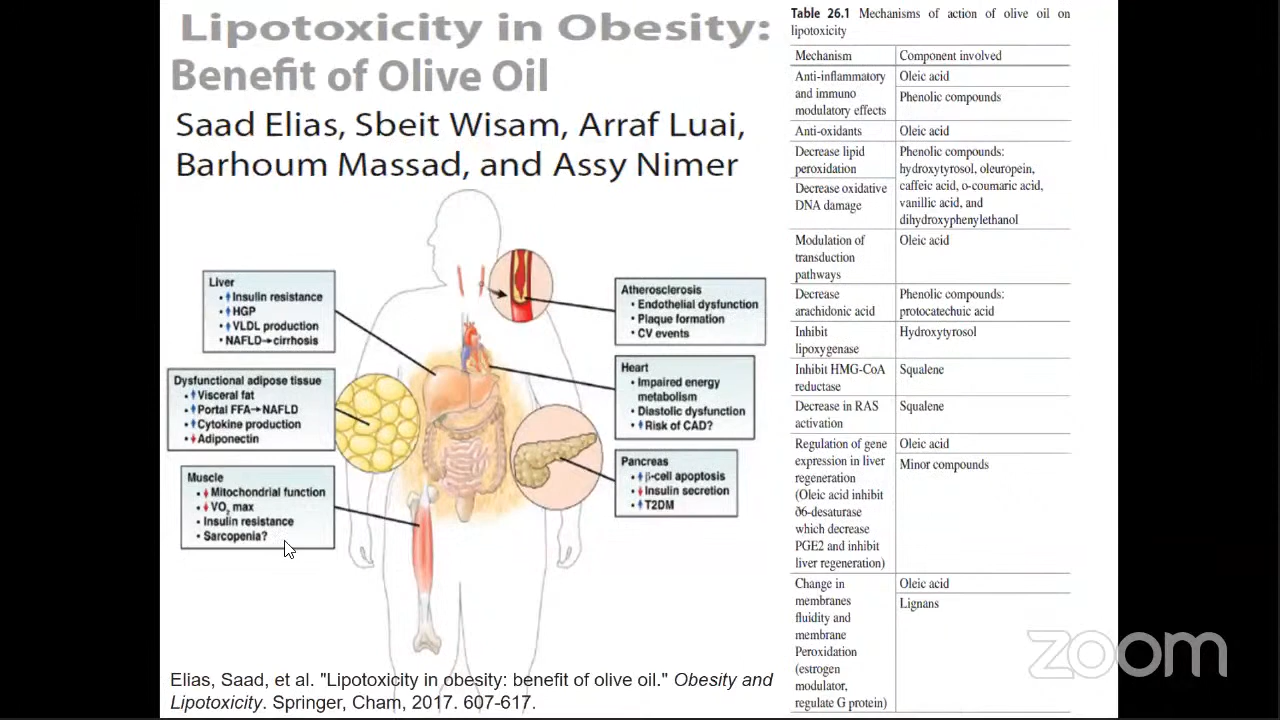 Lipotoxicity in Obesity:
Benefit of Olive Oil
Saad Elias, Sbeit Wisam, Arraf Luai,
Barhoum Massad, and Assy Nimer
Liver
• ↑ Insulin resistance
• ↑ HGP
• ↑ VLDL production
• NAFLD→cirrhosis
Dysfunctional adipose tissue
• ↑ Visceral fat
• ↑ Portal FFA→NAFLD
• ↑ Cytokine production
• ↓ Adiponectin
Muscle
• ↓ Mitochondrial function
• ↓ VO₂ max
• Insulin resistance
• Sarcopenia?
Atherosclerosis
• Endothelial dysfunction
• Plaque formation
• CV events
Heart
• Impaired energy
metabolism
• Diastolic dysfunction
• ↑ Risk of CAD?
Pancreas
• ↑ β-cell apoptosis
• ↓ Insulin secretion
• ↑ T2DM
Elias, Saad, et al. "Lipotoxicity in obesity: benefit of olive oil." Obesity and
Lipotoxicity. Springer, Cham, 2017. 607-617.
Table 26.1 Mechanisms of action of olive oil on
lipotoxicity
Mechanism Component involved
Anti-inflammatory Oleic acid
and immuno Phenolic compounds
modulatory effects
Anti-oxidants Oleic acid
Decrease lipid Phenolic compounds:
peroxidation hydroxytyrosol, oleuropein,
Decrease oxidative caffeic acid, o-coumaric acid,
DNA damage vanillic acid, and
dihydroxyphenylethanol
Modulation of Oleic acid
transduction
pathways
Decrease Phenolic compounds:
arachidonic acid protocatechuic acid
Inhibit Hydroxytyrosol
lipoxygenase
Inhibit HMG-CoA Squalene
reductase
Decrease in RAS Squalene
activation
Regulation of gene Oleic acid
expression in liver Minor compounds
regeneration
(Oleic acid inhibit
ð6-desaturase
which decrease
PGE2 and inhibit
liver regeneration)
Change in Oleic acid
membranes Lignans
fluidity and
membrane
Peroxidation
(estrogen
modulator,
regulate G protein)
zoom